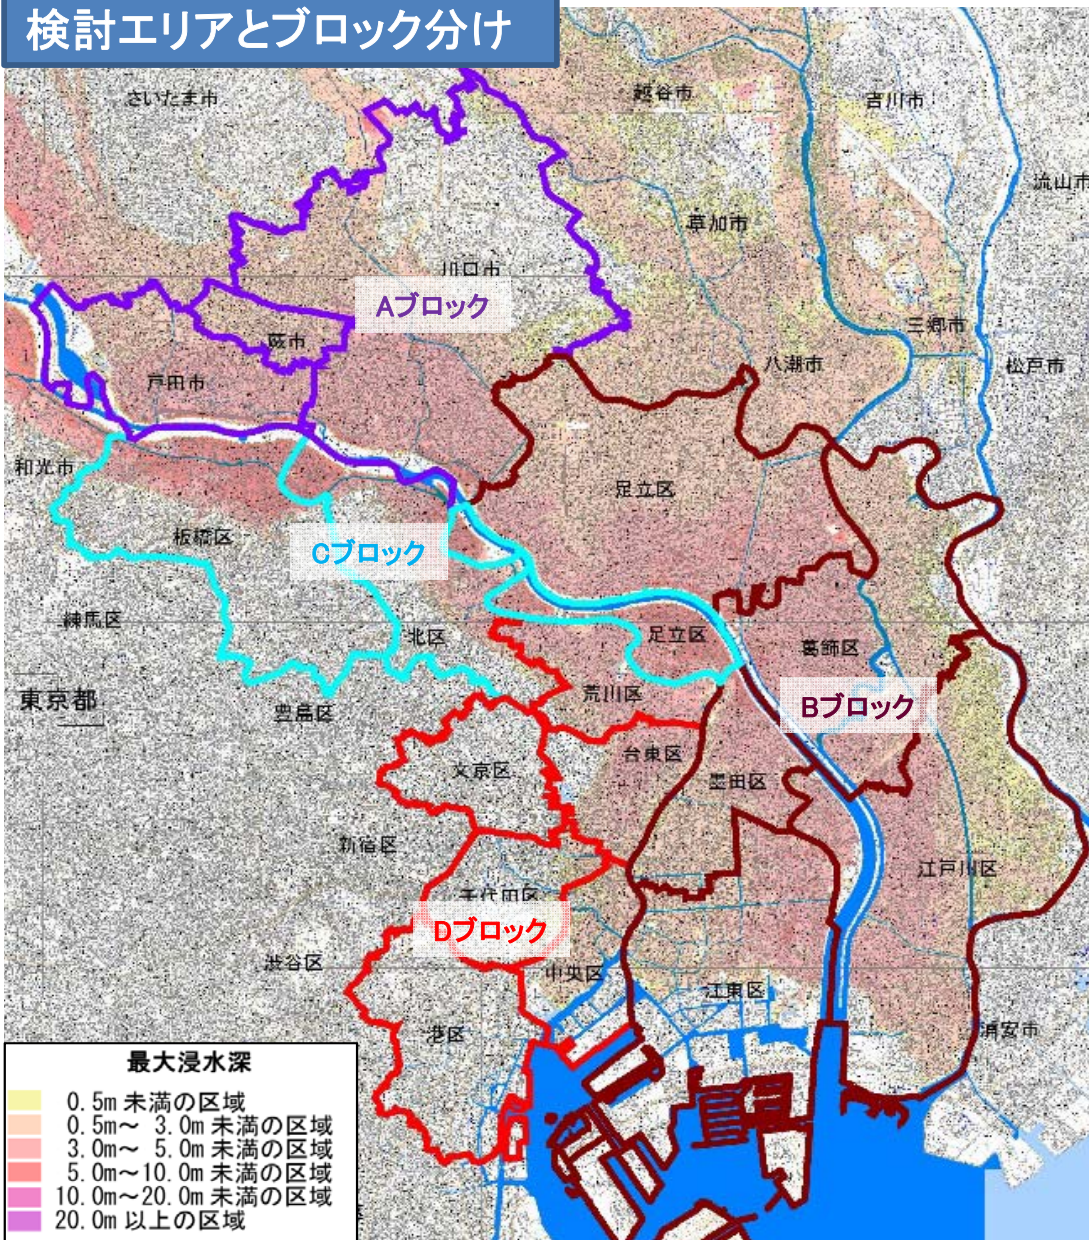 検討エリアとブロック分け
さいたま市
越谷市
吉川市
流山市
草加市
川口市
Aブロック
三郷市
蕨市
八潮市
松戸市
戸田市
和光市
足立区
板橋区
Cブロック
練馬区
北区
足立区
葛飾区
東京都
豊島区
荒川区
Bブロック
台東区
文京区
墨田区
新宿区
江戸川区
千代田区
Dブロック
渋谷区
中央区
江東区
港区
浦安市
最大浸水深
0.5m 未満の区域
0.5m～ 3.0m 未満の区域
3.0m～ 5.0m 未満の区域
5.0m～10.0m 未満の区域
10.0m～20.0m 未満の区域
20.0m 以上の区域